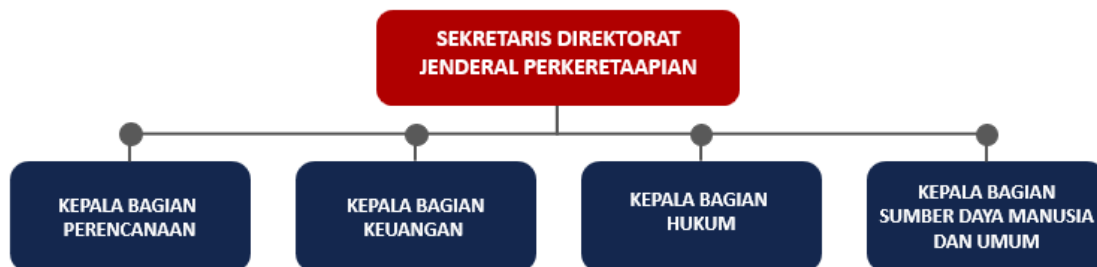 SEKRETARIS DIREKTORAT
JENDERAL PERKERETAAPIAN
KEPALA BAGIAN
PERENCANAAN
KEPALA BAGIAN
KEUANGAN
KEPALA BAGIAN
HUKUM
KEPALA BAGIAN
SUMBER DAYA MANUSIA
DAN UMUM